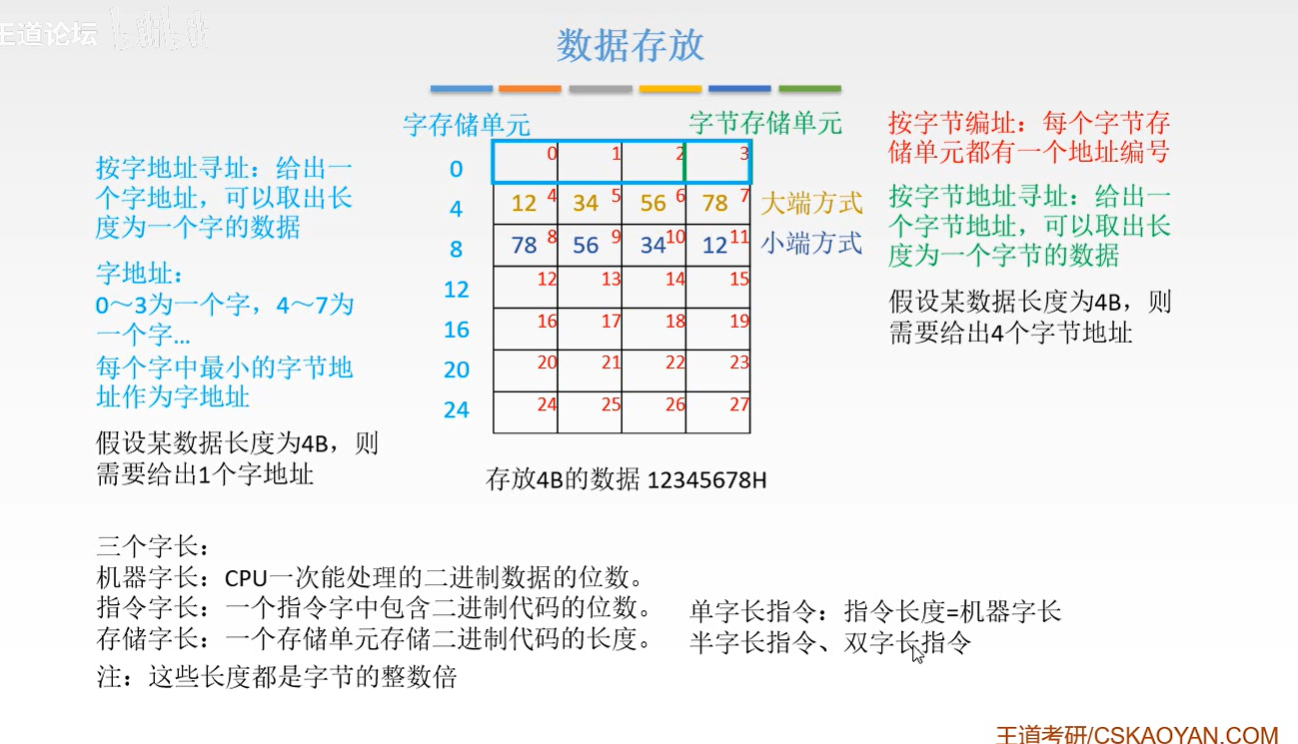 王道论坛
bilibili
数据存放
字存储单元
字节存储单元
按字节编址：每个字节存
储单元都有一个地址编号
按字地址寻址：给出一
个字地址，可以取出长
度为一个字的数据
字地址：
0～3为一个字，4～7为
一个字…
每个字中最小的字节地
址作为字地址
假设某数据长度为4B，则
需要给出1个字地址
0 0 1 2 3
4 12 4 34 5 56 6 78 7 大端方式
8 78 8 56 9 34 10 12 11 小端方式
12 12 13 14 15
16 16 17 18 19
20 20 21 22 23
24 24 25 26 27
按字节地址寻址：给出一
个字节地址，可以取出长
度为一个字节的数据
假设某数据长度为4B，则
需要给出4个字节地址
存放4B的数据 12345678H
三个字长：
机器字长：CPU一次能处理的二进制数据的位数。
指令字长：一个指令字中包含二进制代码的位数。
存储字长：一个存储单元存储二进制代码的长度。
注：这些长度都是字节的整数倍
单字长指令：指令长度=机器字长
半字长指令、双字长指令
王道考研/CSKAOYAN.COM